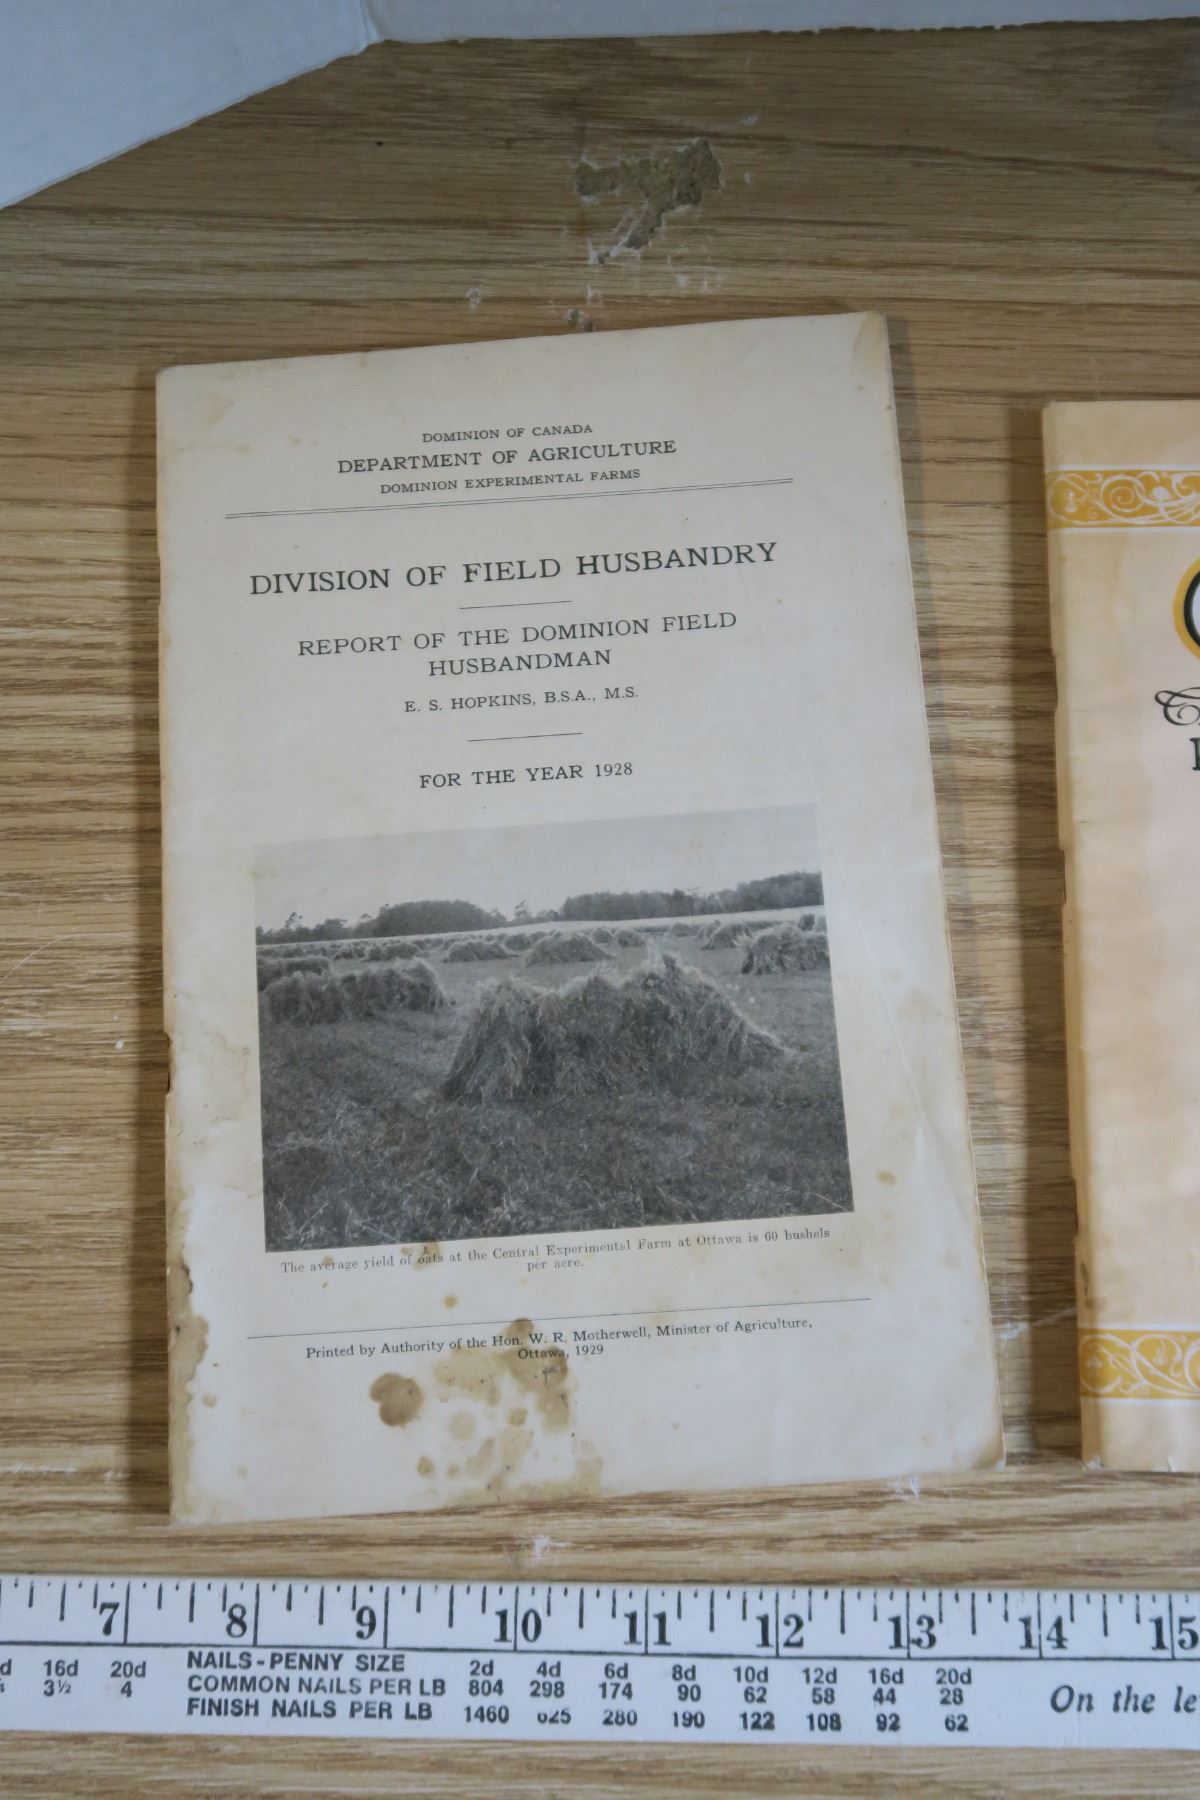 DOMINION OF CANADA
DEPARTMENT OF AGRICULTURE
DOMINION EXPERIMENTAL FARMS
DIVISION OF FIELD HUSBANDRY
REPORT OF THE DOMINION FIELD
HUSBANDMAN
E. S. HOPKINS, B.S.A., M.S.
FOR THE YEAR 1928
The average yield of oats at the Central Experimental Farm at Ottawa is 60 bushels
per acre.
Printed by Authority of the Hon. W. R. Motherwell, Minister of Agriculture,
Ottawa, 1929
7 8 9 10 11 12 13 14 15
16d 20d NAILS-PENNY SIZE 2d 4d 6d 8d 10d 12d 16d 20d
3½ 4 COMMON NAILS PER LB 804 298 174 90 62 58 44 28
FINISH NAILS PER LB 1460 625 280 190 122 108 92 62
On the